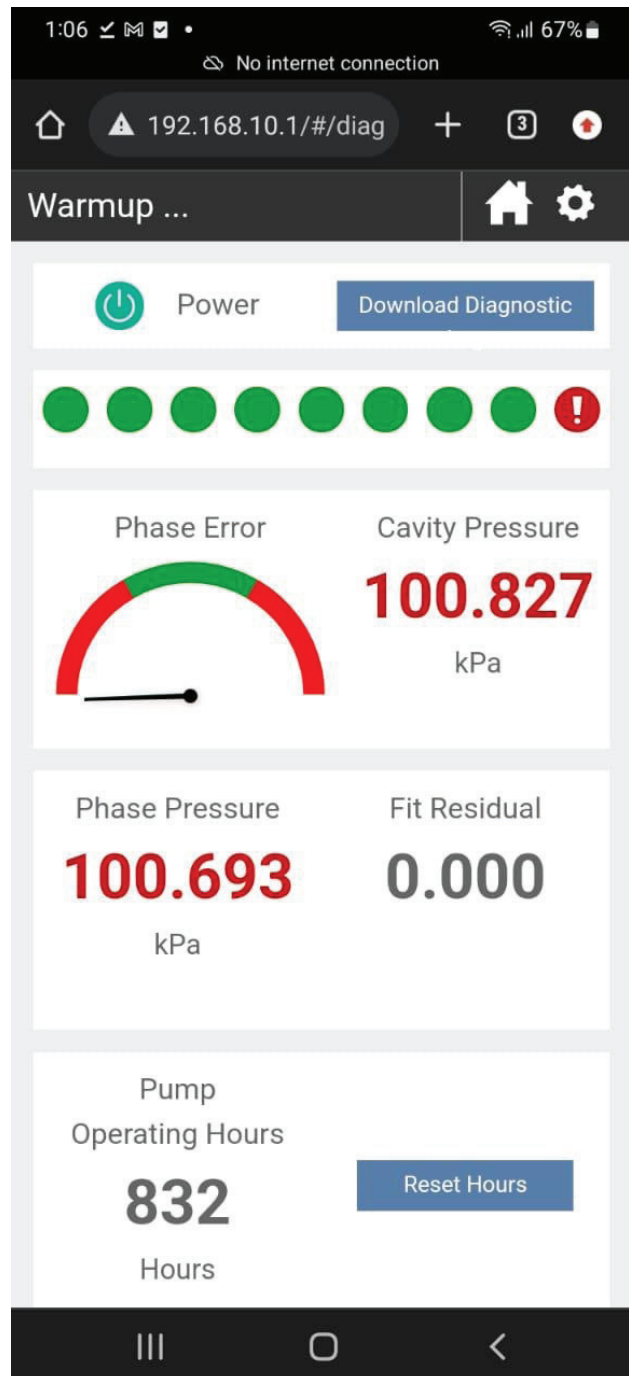 1:06
67%
No internet connection
192.168.10.1/#/diag
3
Warmup ...
Power
Download Diagnostic
!
Phase Error
Cavity Pressure
100.827
kPa
Phase Pressure
Fit Residual
100.693
0.000
kPa
Pump
Operating Hours
832
Reset Hours
Hours